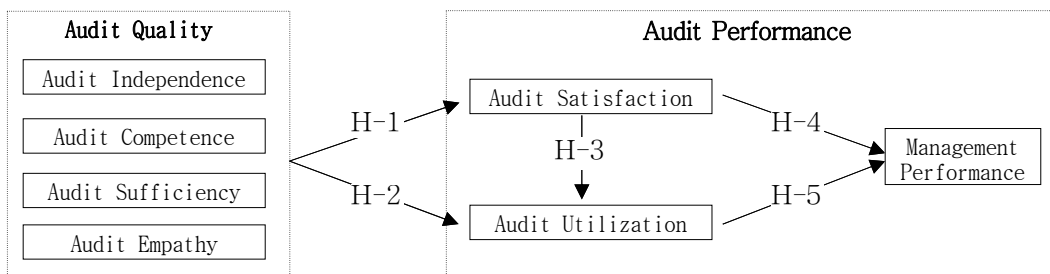 Audit Quality
Audit Independence
Audit Competence
Audit Sufficiency
Audit Empathy
H-1
H-2
Audit Performance
Audit Satisfaction
H-3
Audit Utilization
H-4
H-5
Management
Performance